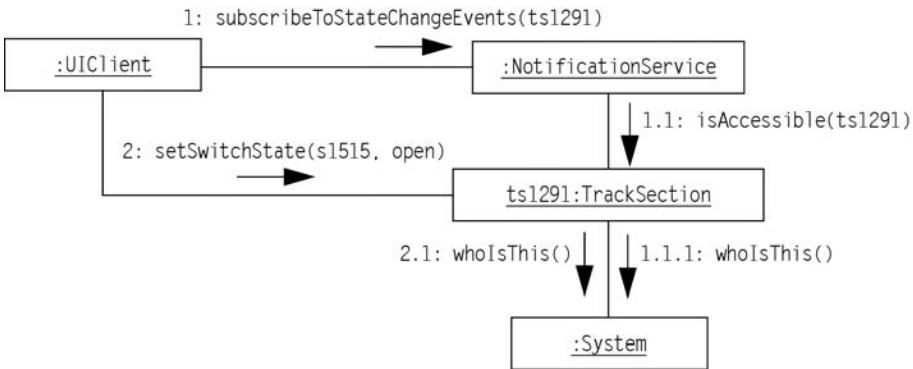 1: subscribeToStateChangeEvents(ts1291)
:UIClient
:NotificationService
1.1: isAccessible(ts1291)
2: setSwitchState(s1515, open)
ts1291:TrackSection
2.1: whoIsThis()
1.1.1: whoIsThis()
:System